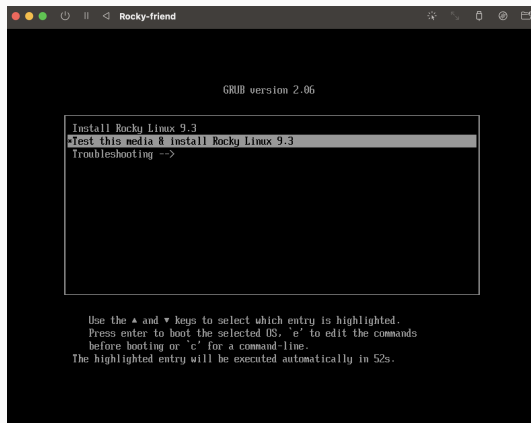 Rocky-friend
GRUB version 2.06
Install Rocky Linux 9.3
*Test this media & install Rocky Linux 9.3
Troubleshooting -->
Use the ▲ and ▼ keys to select which entry is highlighted.
Press enter to boot the selected OS, `e' to edit the commands
before booting or `c' for a command-line.
The highlighted entry will be executed automatically in 52s.